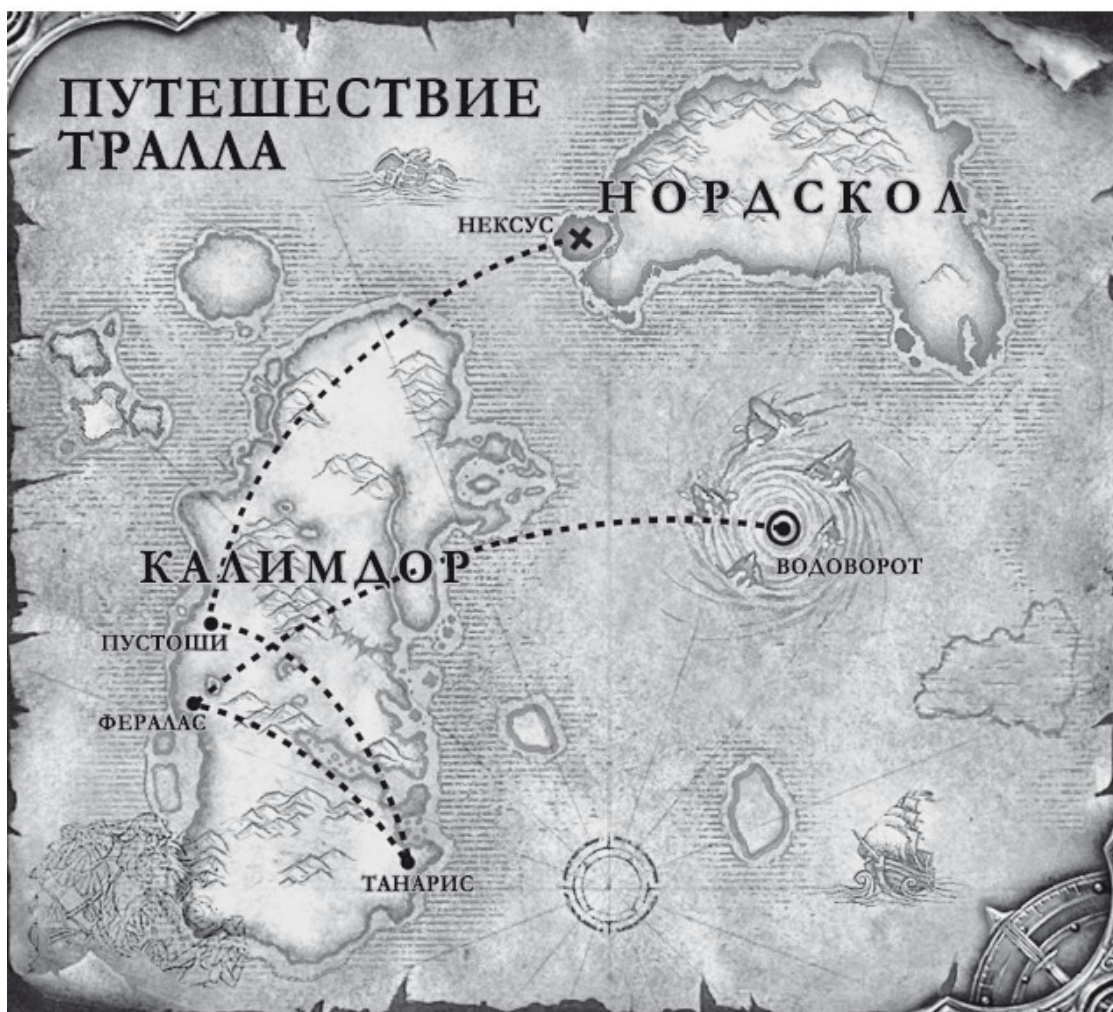 ПУТЕШЕСТВИЕ
ТРАЛЛА
НОРДСКОЛ
НЕКСУС
КАЛИМДОР
ВОДОВОРОТ
ПУСТОШИ
ФЕРАЛАС
ТАНАРИС